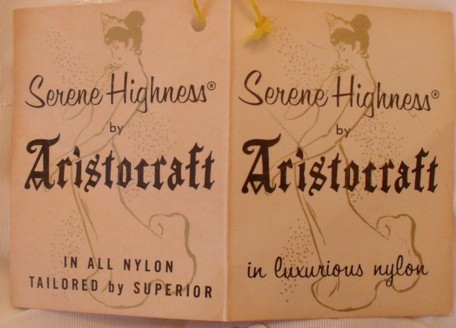 Serene Highness®
by
Aristocraft
IN ALL NYLON
TAILORED by SUPERIOR
Serene Highness®
by
Aristocraft
in luxurious nylon